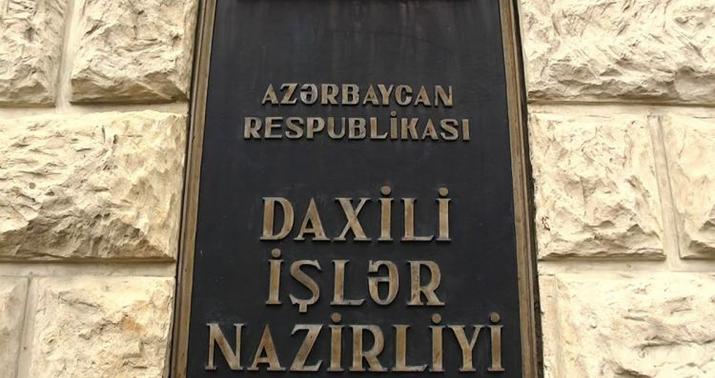 AZƏRBAYCAN
RESPUBLİKASI
DAXİLİ
İŞLƏR
NAZİRLİYİ